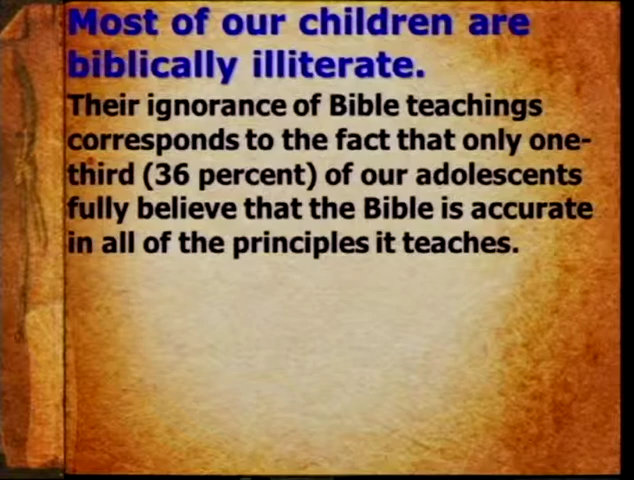 Most of our children are
biblically illiterate.
Their ignorance of Bible teachings
corresponds to the fact that only one-
third (36 percent) of our adolescents
fully believe that the Bible is accurate
in all of the principles it teaches.